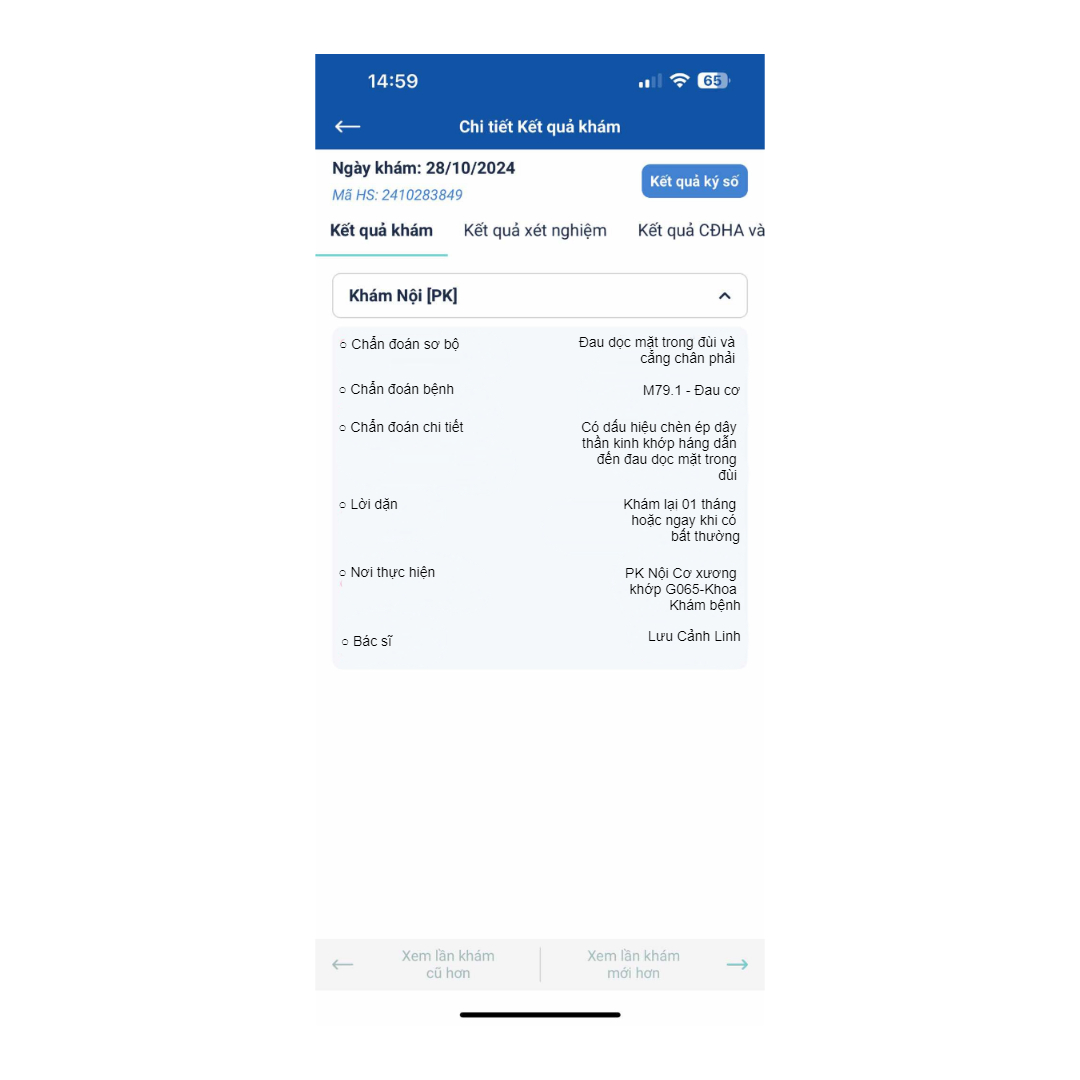 14:59
65
Chi tiết Kết quả khám
Ngày khám: 28/10/2024
Mã HS: 2410283849
Kết quả ký số
Kết quả khám
Kết quả xét nghiệm
Kết quả CĐHA và
Khám Nội [PK]
○ Chẩn đoán sơ bộ
Đau dọc mặt trong đùi và
cẳng chân phải
○ Chẩn đoán bệnh
M79.1 - Đau cơ
○ Chẩn đoán chi tiết
Có dấu hiệu chèn ép dây
thần kinh khớp háng dẫn
đến đau dọc mặt trong
đùi
○ Lời dặn
Khám lại 01 tháng
hoặc ngay khi có
bất thường
○ Nơi thực hiện
PK Nội Cơ xương
khớp G065-Khoa
Khám bệnh
○ Bác sĩ
Lưu Cảnh Linh
Xem lần khám
cũ hơn
Xem lần khám
mới hơn